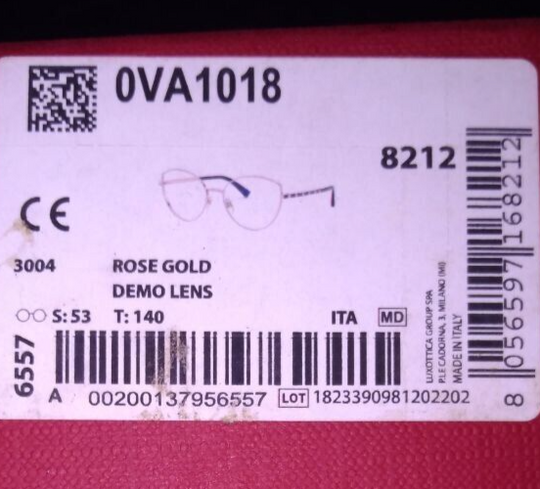 0VA1018
8212
CE
3004 ROSE GOLD
DEMO LENS
S: 53 T: 140 ITA MD
6557
A 00200137956557 LOT 1823390981202202
LUXOTTICA GROUP SPA
P.LE CADORNA, 3, MILANO (MI)
MADE IN ITALY
8 056597 168212